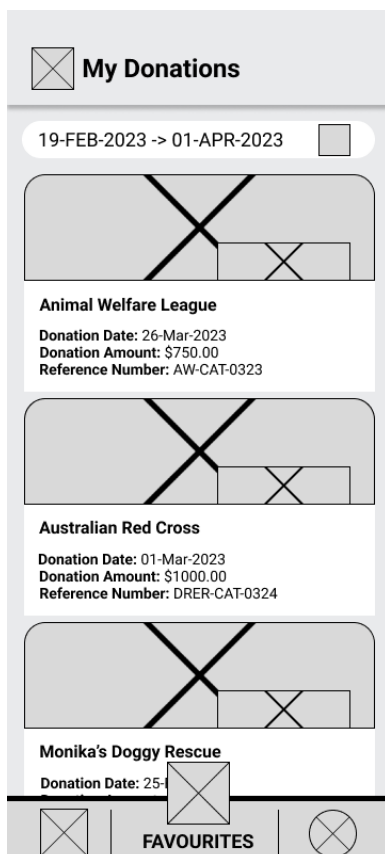 My Donations
19-FEB-2023 -> 01-APR-2023
Animal Welfare League
Donation Date: 26-Mar-2023
Donation Amount: $750.00
Reference Number: AW-CAT-0323
Australian Red Cross
Donation Date: 01-Mar-2023
Donation Amount: $1000.00
Reference Number: DRER-CAT-0324
Monika’s Doggy Rescue
Donation Date: 25-
FAVOURITES